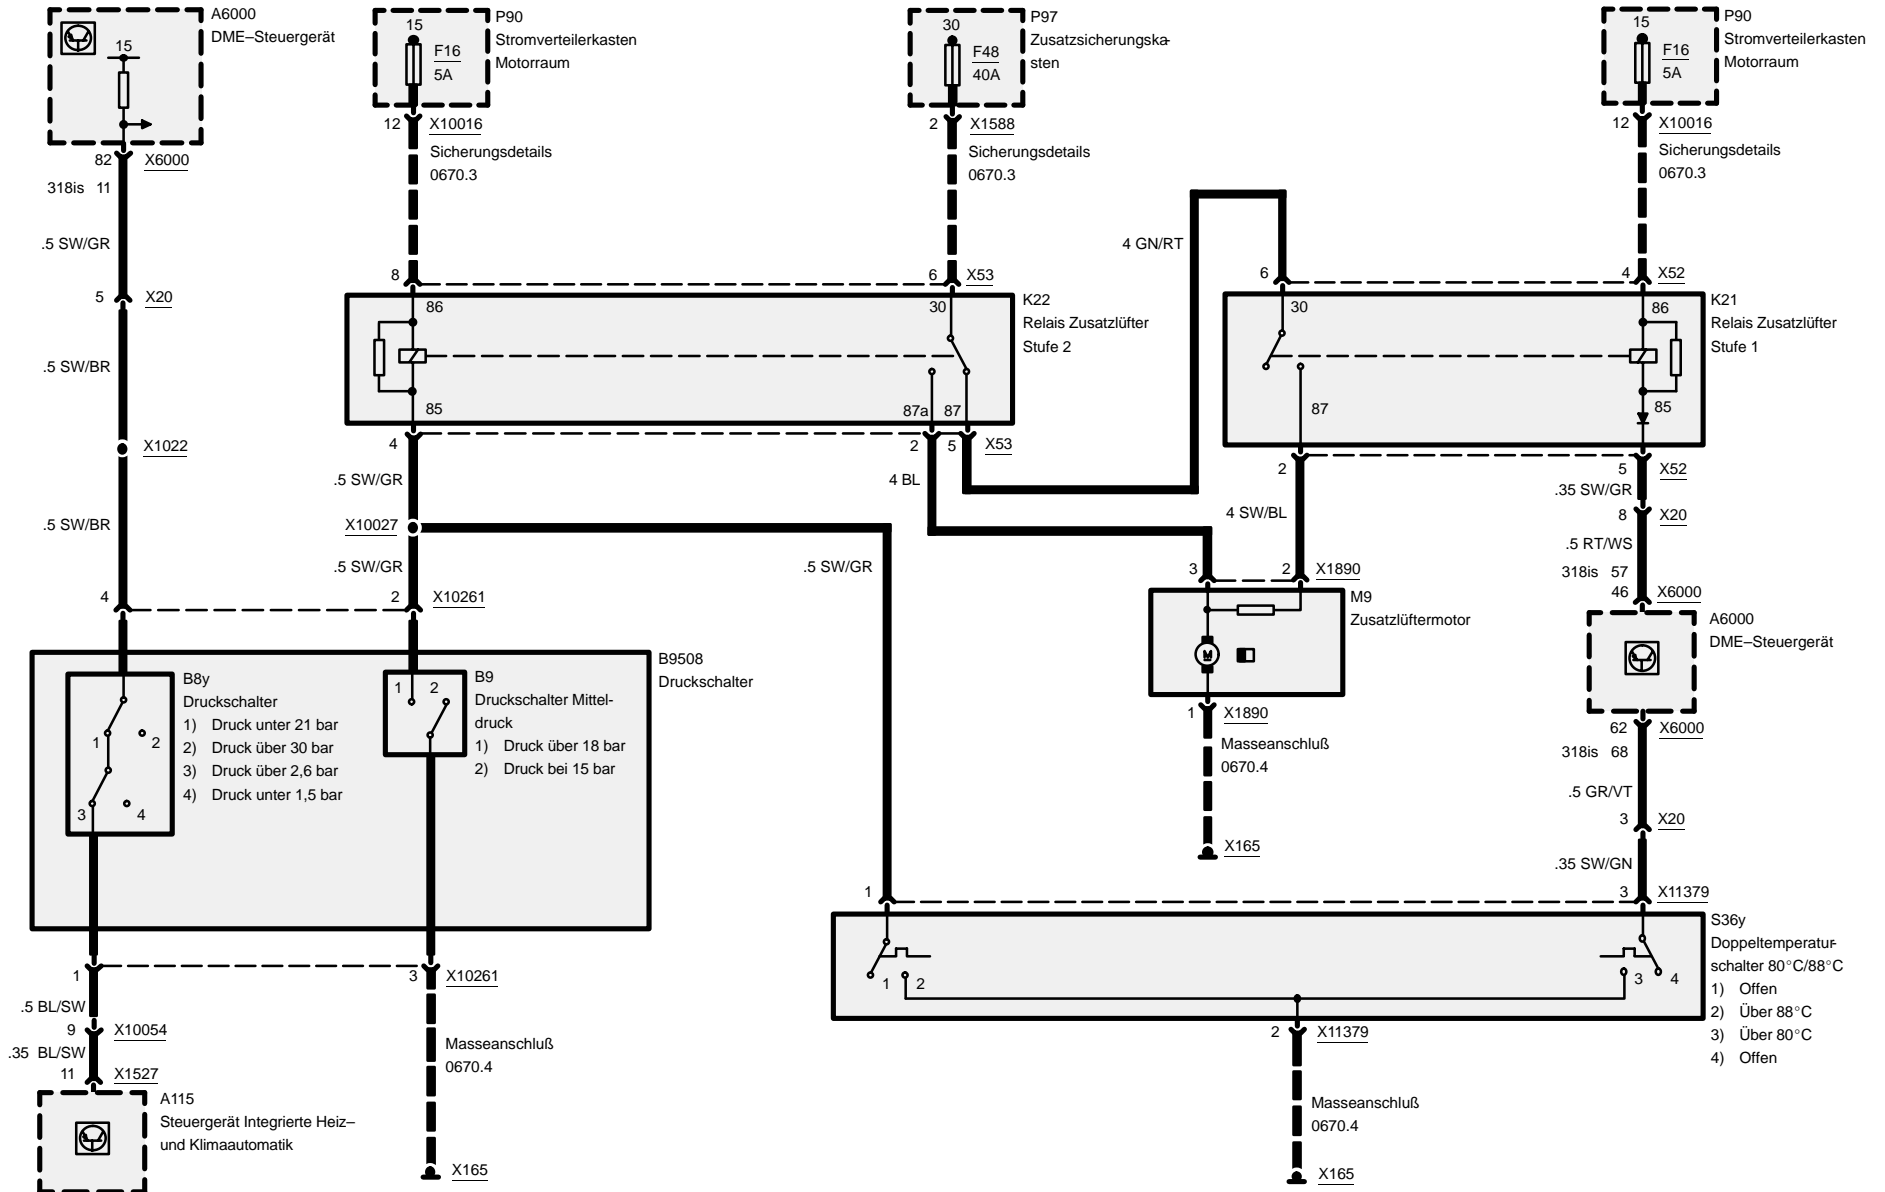 A6000
DME–Steuergerät
15
82 X6000
318is 11
.5 SW/GR
5 X20
.5 SW/BR
X1022
.5 SW/BR
4
P90
Stromverteilerkasten
Motorraum
15
F16
5A
12 X10016
Sicherungsdetails
0670.3
8
P97
Zusatzsicherungska-
sten
30
F48
40A
2 X1588
Sicherungsdetails
0670.3
6 X53
P90
Stromverteilerkasten
Motorraum
15
F16
5A
12 X10016
Sicherungsdetails
0670.3
4 GN/RT
6
4 X52
K22
Relais Zusatzlüfter
Stufe 2
86
30
85
87a 87
4
2 5 X53
K21
Relais Zusatzlüfter
Stufe 1
30
86
87
85
2
5 X52
.5 SW/GR
X10027
.5 SW/GR
2 X10261
.5 SW/GR
4 BL
4 SW/BL
.35 SW/GR
8 X20
.5 RT/WS
318is 57
46 X6000
3
2 X1890
M9
Zusatzlüftermotor
M
1 X1890
Masseanschluß
0670.4
X165
A6000
DME–Steuergerät
62 X6000
318is 68
.5 GR/VT
3 X20
.35 SW/GN
B9508
Druckschalter
B8y
Druckschalter
1) Druck unter 21 bar
2) Druck über 30 bar
3) Druck über 2,6 bar
4) Druck unter 1,5 bar
1 2
3 4
B9
Druckschalter Mittel-
druck
1) Druck über 18 bar
2) Druck bei 15 bar
1 2
1
3 X10261
.5 BL/SW
9 X10054
.35 BL/SW
11 X1527
A115
Steuergerät Integrierte Heiz–
und Klimaautomatik
Masseanschluß
0670.4
X165
1
3 X11379
S36y
Doppeltemperatur-
schalter 80°C/88°C
1) Offen
2) Über 88°C
3) Über 80°C
4) Offen
1 2
3 4
2 X11379
Masseanschluß
0670.4
X165